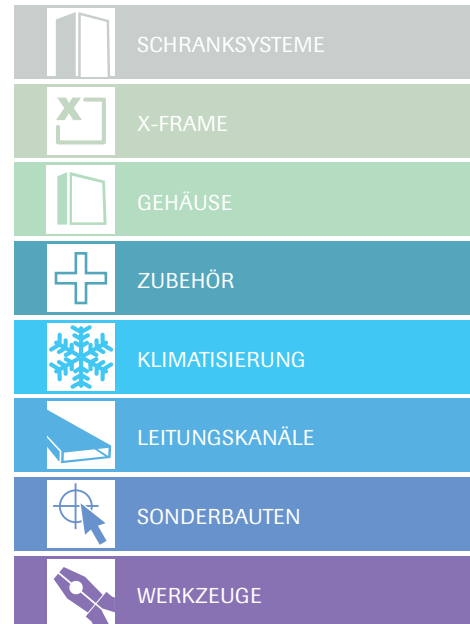 SCHRANKSYSTEME
X-FRAME
GEHÄUSE
ZUBEHÖR
KLIMATISIERUNG
LEITUNGSKANÄLE
SONDERBAUTEN
WERKZEUGE